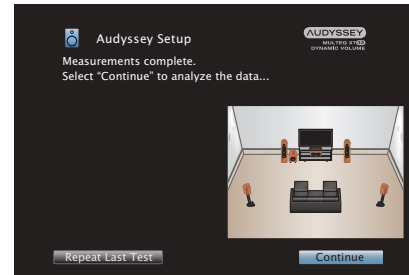 Audyssey Setup
AUDYSSEY
MULTEQ XT32
DYNAMIC VOLUME
Measurements complete.
Select “Continue” to analyze the data...
Repeat Last Test
Continue